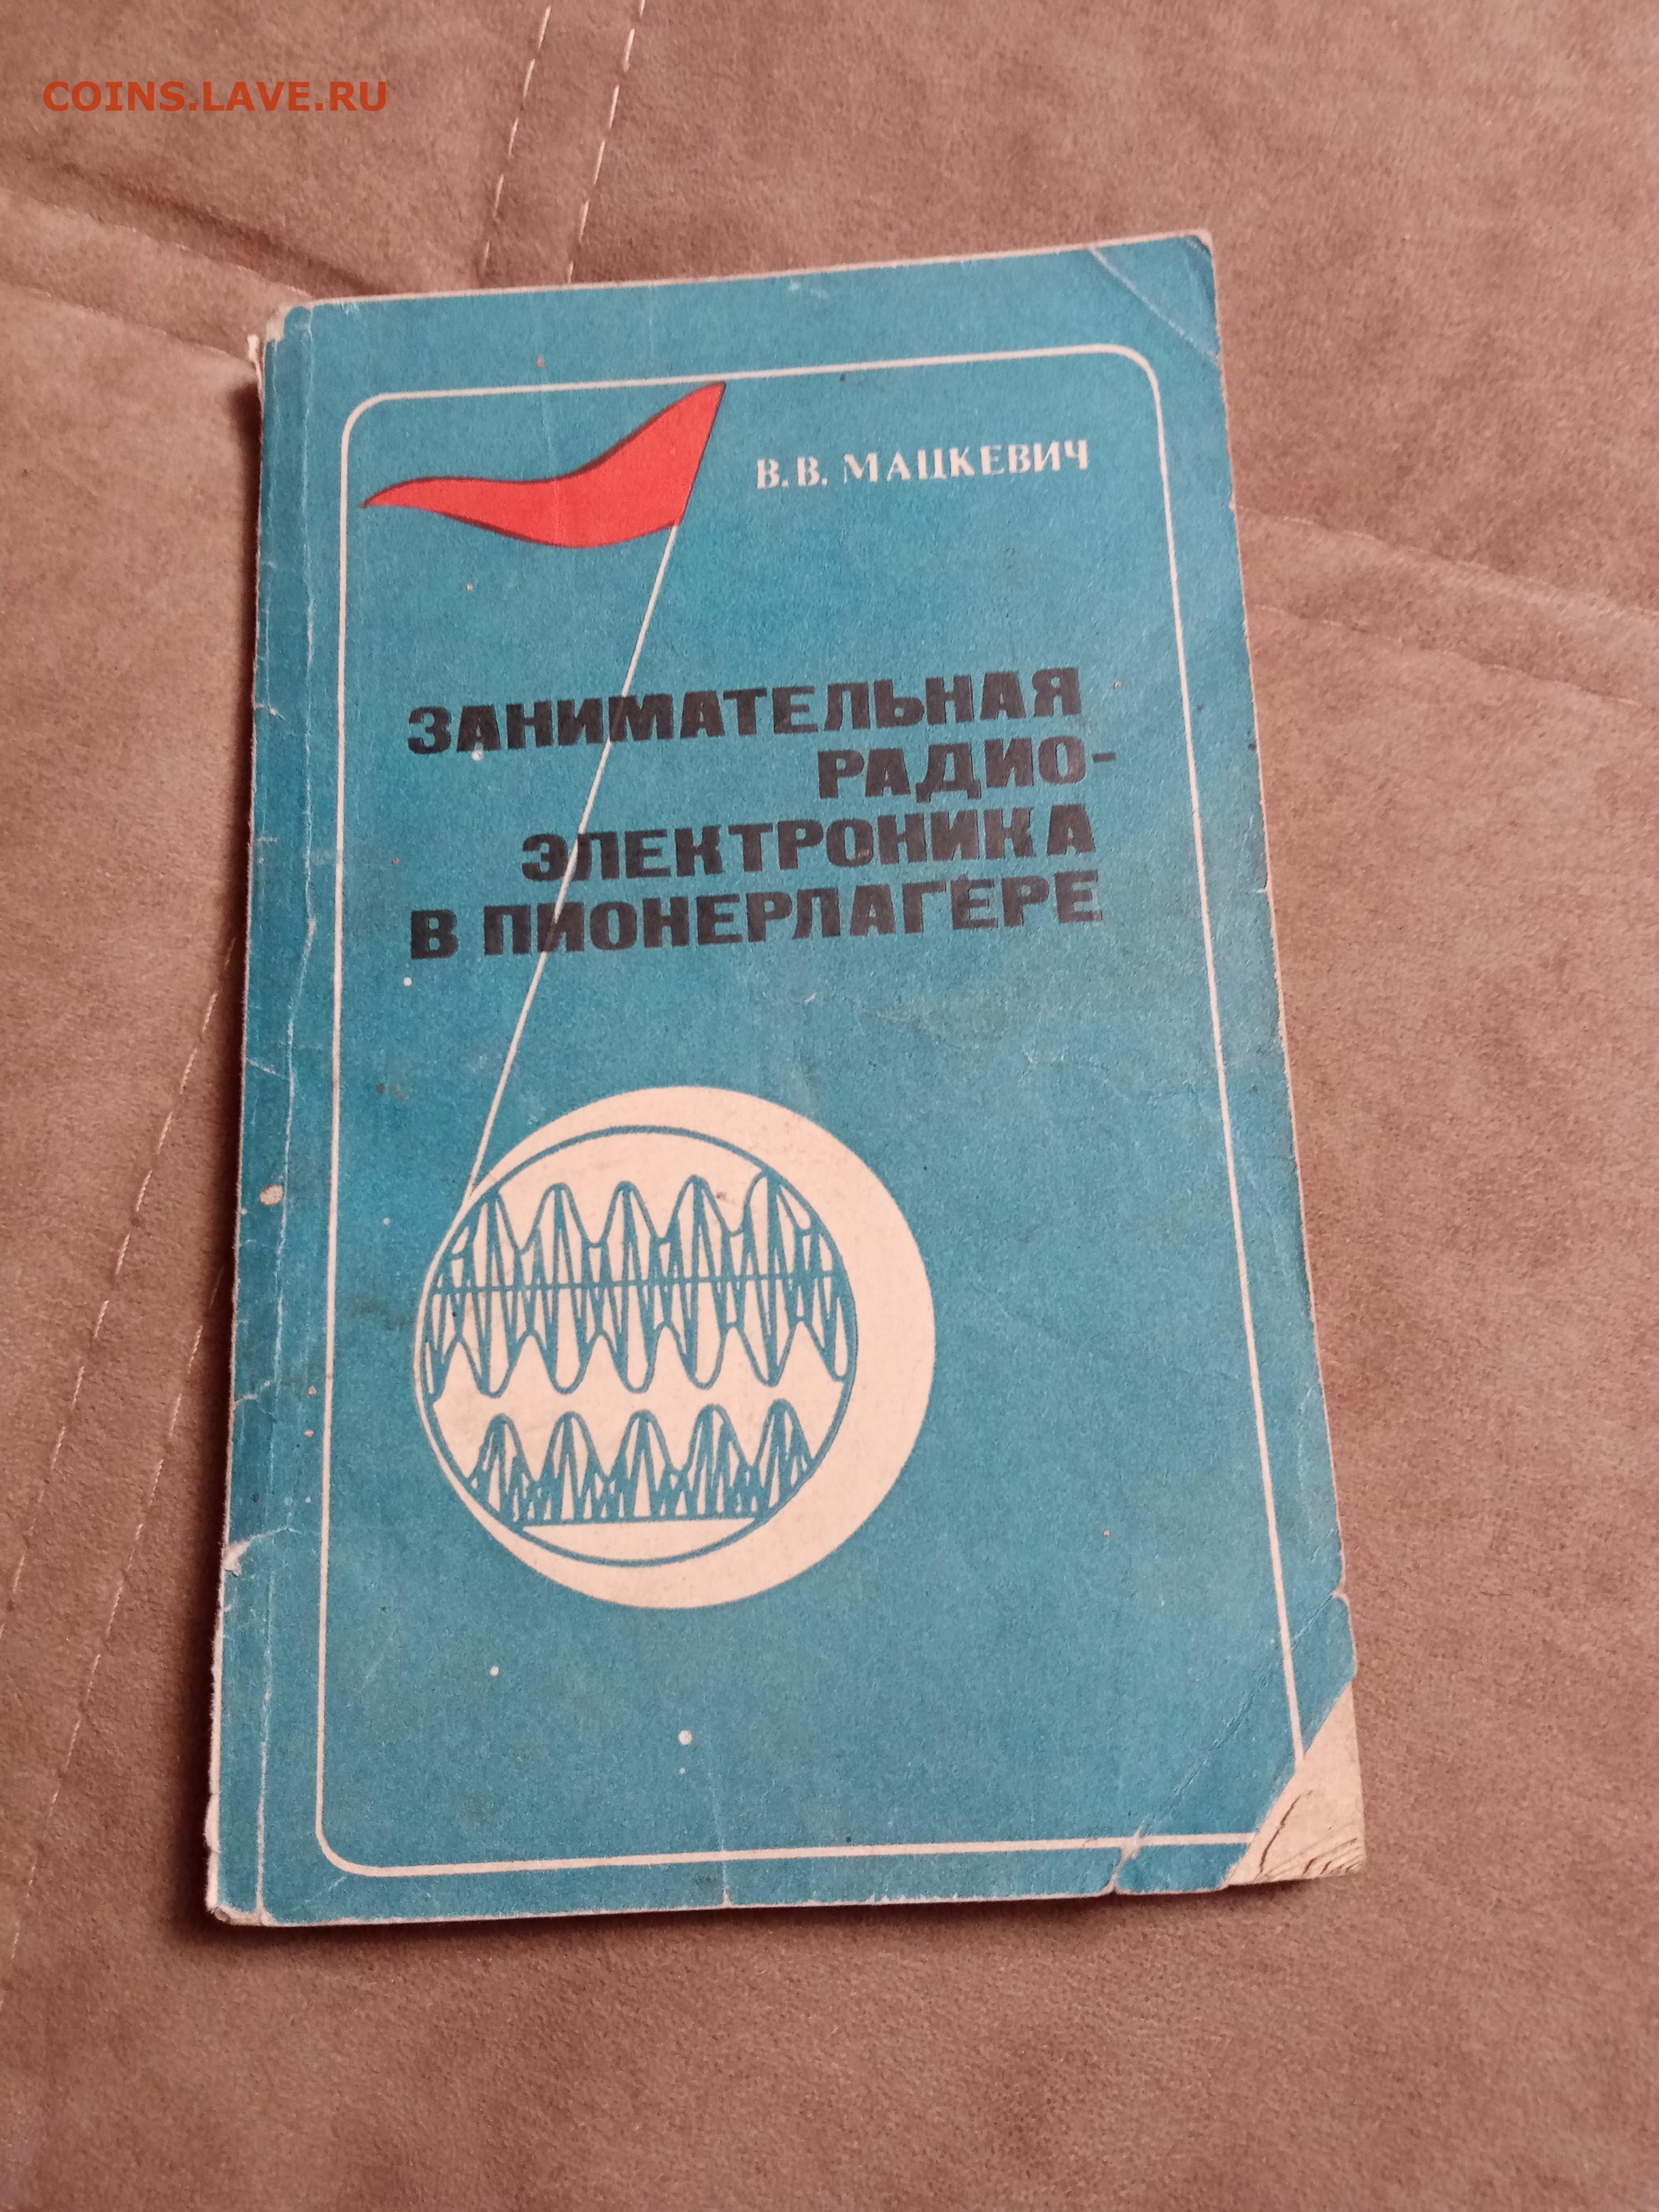 COINS.LAVE.RU
В.В. МАЦКЕВИЧ
ЗАНИМАТЕЛЬНАЯ
РАДИО-
ЭЛЕКТРОНИКА
В ПИОНЕРЛАГЕРЕ